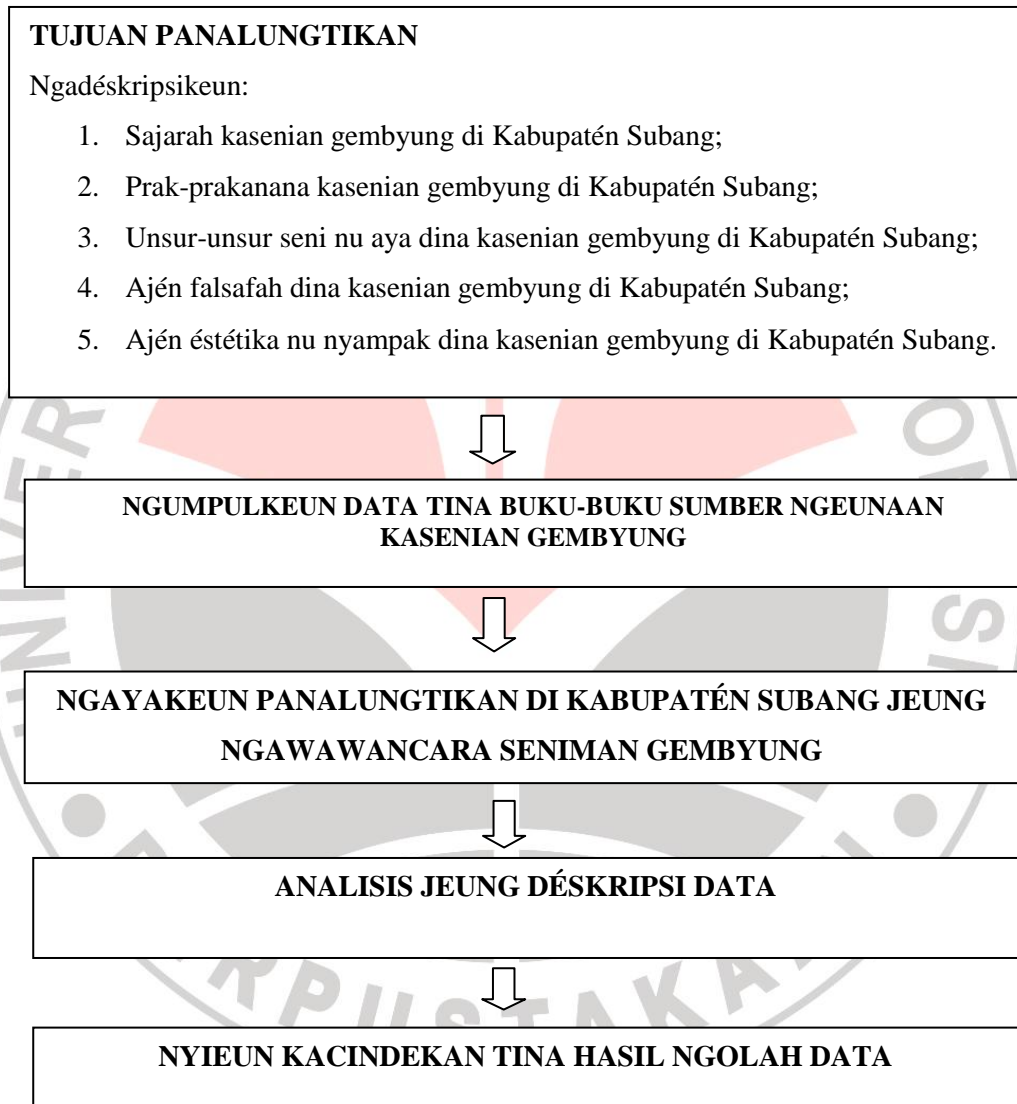 TUJUAN PANALUNGTIKAN
Ngadéskripsikeun:
1. Sajarah kasenian gembyung di Kabupatén Subang;
2. Prak-prakanana kasenian gembyung di Kabupatén Subang;
3. Unsur-unsur seni nu aya dina kasenian gembyung di Kabupatén Subang;
4. Ajén falsafah dina kasenian gembyung di Kabupatén Subang;
5. Ajén éstétika nu nyampak dina kasenian gembyung di Kabupatén Subang.
NGUMPULKEUN DATA TINA BUKU-BUKU SUMBER NGEUNAAN
KASENIAN GEMBYUNG
NGAYAKEUN PANALUNGTIKAN DI KABUPATÉN SUBANG JEUNG
NGAWAWANCARA SENIMAN GEMBYUNG
ANALISIS JEUNG DÉSKRIPSI DATA
NYIEUN KACINDEKAN TINA HASIL NGOLAH DATA